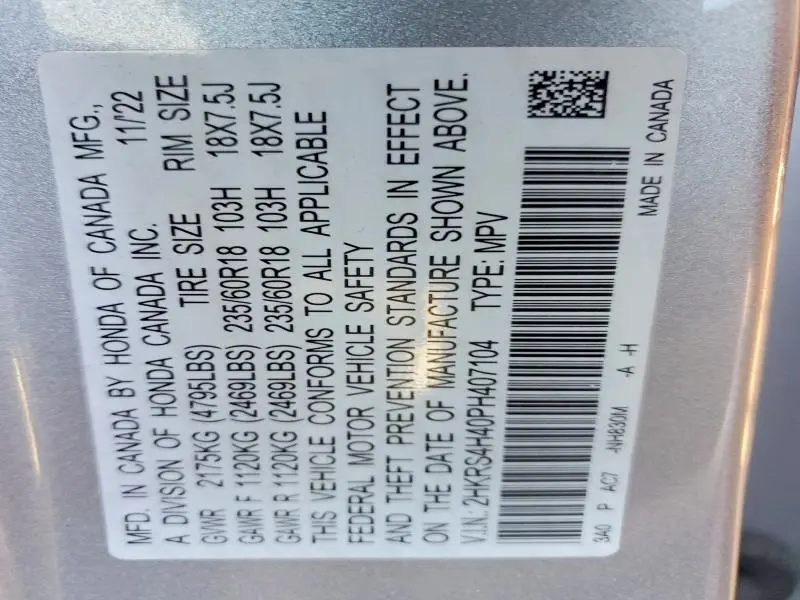 MFD. IN CANADA BY HONDA OF CANADA MFG.,
A DIVISION OF HONDA CANADA INC. 11/'22
GVWR 2175KG (4795LBS) TIRE SIZE RIM SIZE
GAWR F 1120KG (2469LBS) 235/60R18 103H 18X7.5J
GAWR R 1120KG (2469LBS) 235/60R18 103H 18X7.5J
THIS VEHICLE CONFORMS TO ALL APPLICABLE
FEDERAL MOTOR VEHICLE SAFETY
AND THEFT PREVENTION STANDARDS IN EFFECT
ON THE DATE OF MANUFACTURE SHOWN ABOVE.
V.I.N: 2HKRS4H40PH407104 TYPE: MPV
3A0 P AC7 -NH830M -A -H
MADE IN CANADA